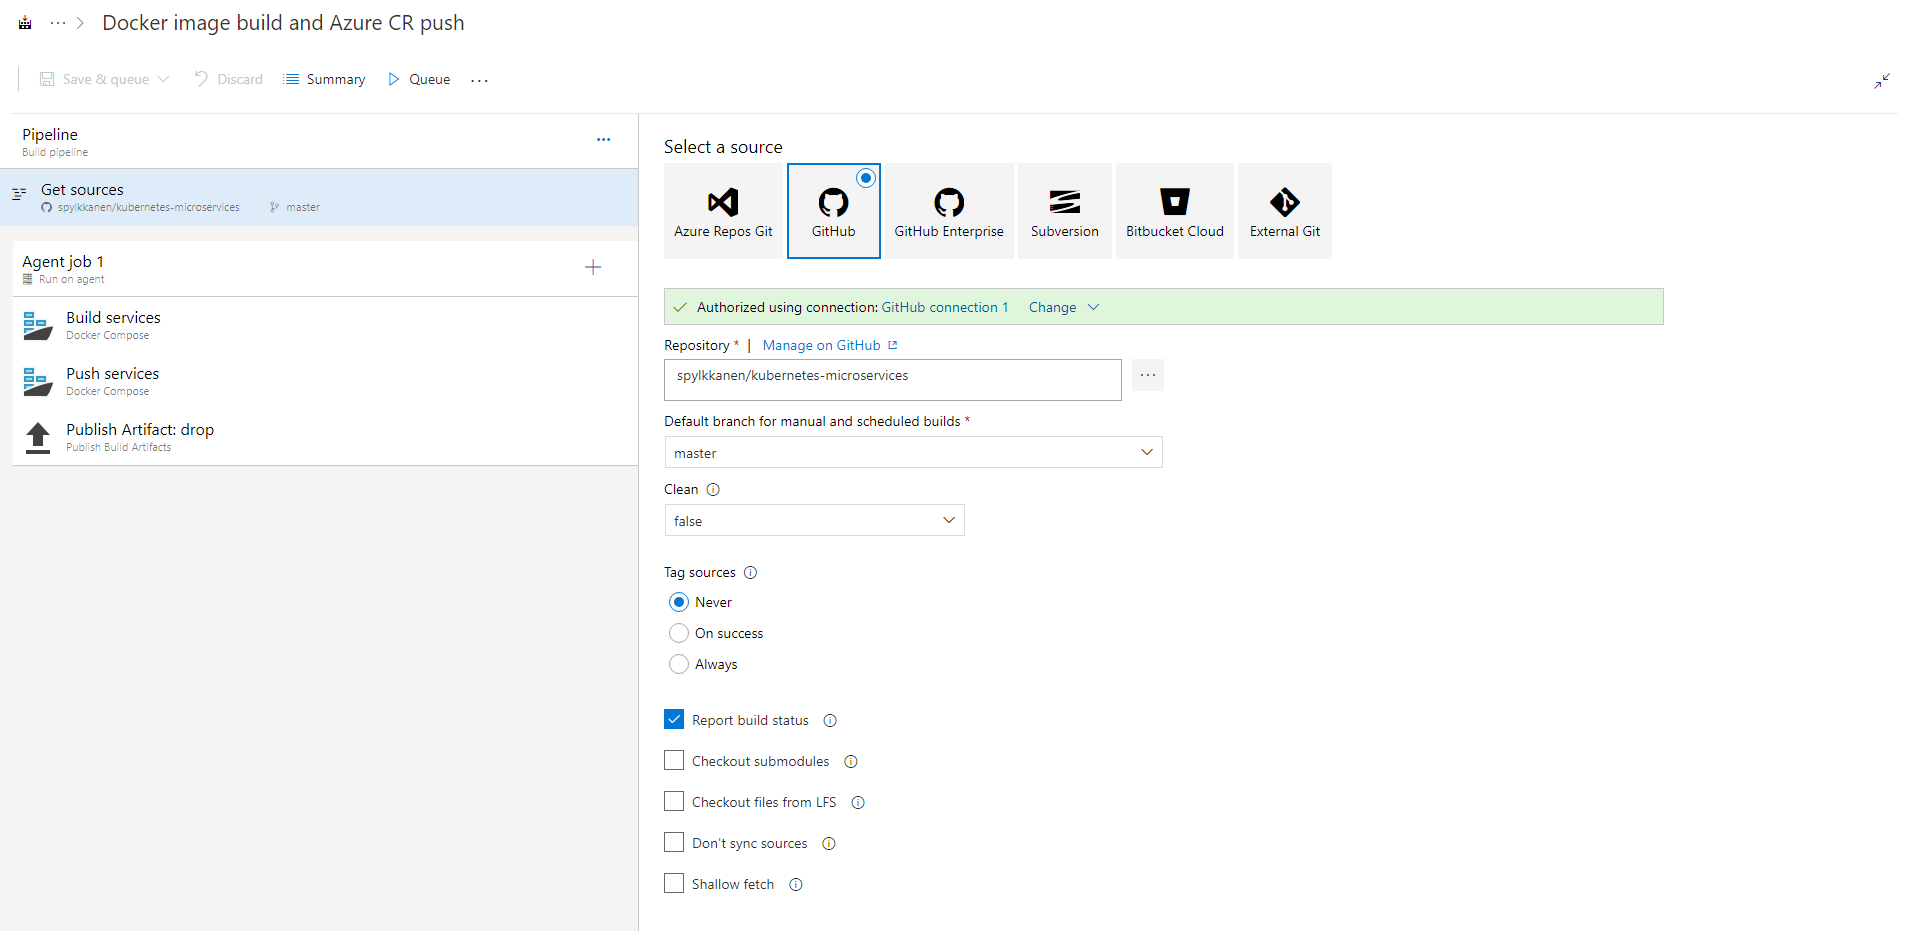 Docker image build and Azure CR push
Save & queue Discard Summary Queue ...
Pipeline
Build pipeline
Get sources
spylkkanen/kubernetes-microservices master
Agent job 1
Run on agent
Build services
Docker Compose
Push services
Docker Compose
Publish Artifact: drop
Publish Build Artifacts
Select a source
Azure Repos Git GitHub GitHub Enterprise Subversion Bitbucket Cloud External Git
Authorized using connection: GitHub connection 1 Change
Repository * | Manage on GitHub
spylkkanen/kubernetes-microservices
Default branch for manual and scheduled builds *
master
Clean
false
Tag sources
Never
On success
Always
Report build status
Checkout submodules
Checkout files from LFS
Don't sync sources
Shallow fetch